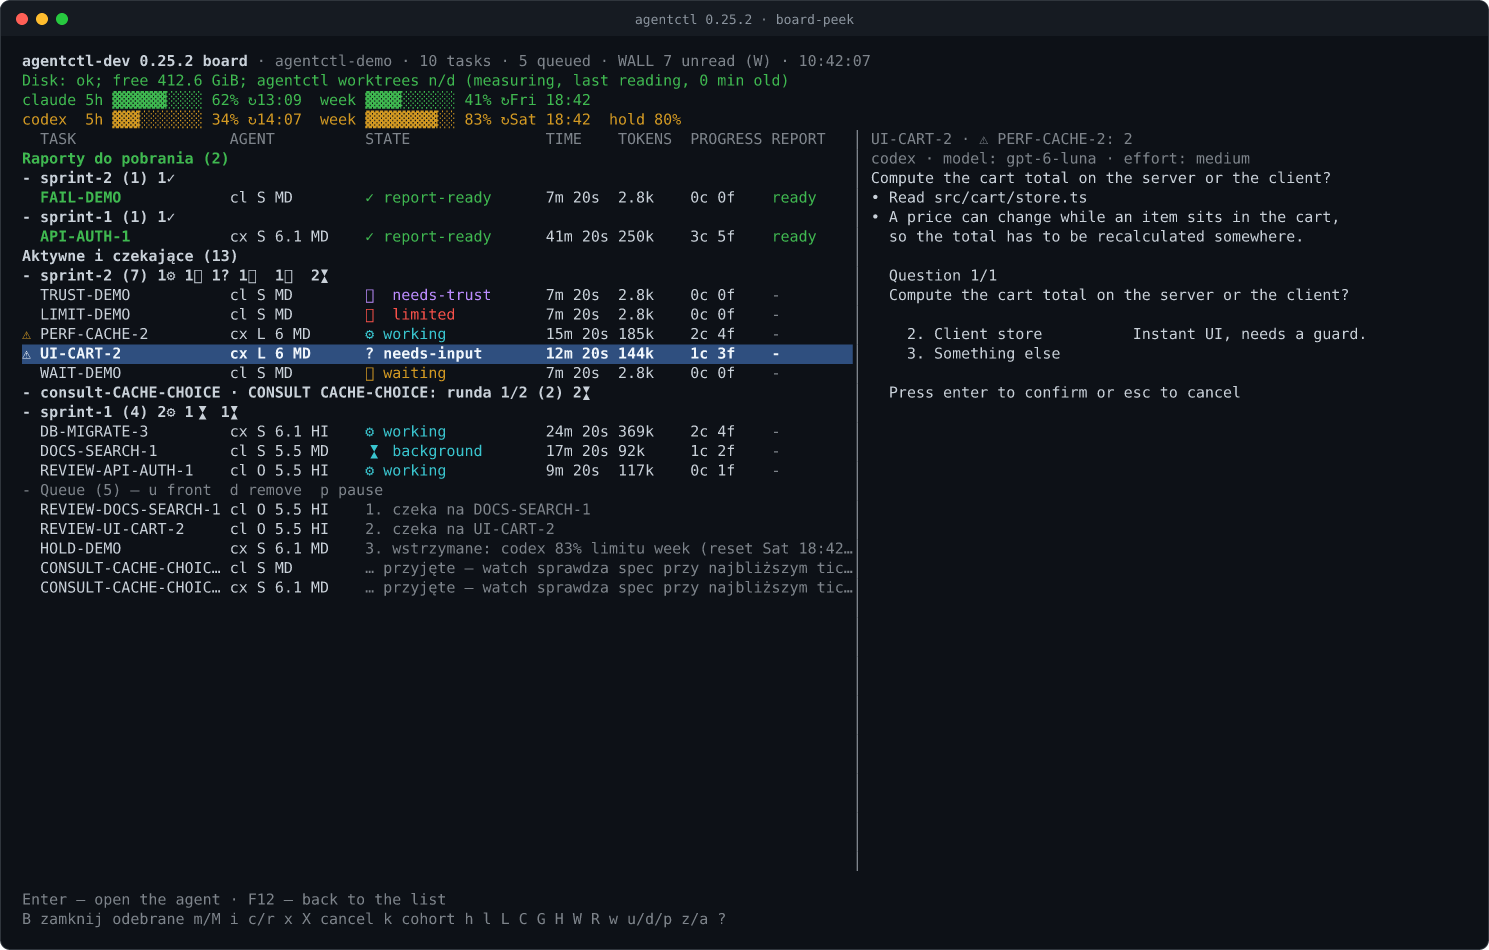 agentctl 0.25.2 · board-peek
agentctl-dev 0.25.2 board · agentctl-demo · 10 tasks · 5 queued · WALL 7 unread (W) · 10:42:07
Disk: ok; free 412.6 GiB; agentctl worktrees n/d (measuring, last reading, 0 min old)
claude 5h ▓▓▓▓▓▓░░░░ 62% ↻13:09 week ▓▓▓▓░░░░░░ 41% ↻Fri 18:42
codex 5h ▓▓▓░░░░░░░ 34% ↻14:07 week ▓▓▓▓▓▓▓▓░░ 83% ↻Sat 18:42 hold 80%
TASK AGENT STATE TIME TOKENS PROGRESS REPORT
Raporty do pobrania (2)
- sprint-2 (1) 1✓
FAIL-DEMO cl S MD ✓ report-ready 7m 20s 2.8k 0c 0f ready
- sprint-1 (1) 1✓
API-AUTH-1 cx S 6.1 MD ✓ report-ready 41m 20s 250k 3c 5f ready
Aktywne i czekające (13)
- sprint-2 (7) 1⚙ 1▯ 1? 1▯ 1▯ 2⧗
TRUST-DEMO cl S MD ▯ needs-trust 7m 20s 2.8k 0c 0f -
LIMIT-DEMO cl S MD ▯ limited 7m 20s 2.8k 0c 0f -
⚠ PERF-CACHE-2 cx L 6 MD ⚙ working 15m 20s 185k 2c 4f -
⚠ UI-CART-2 cx L 6 MD ? needs-input 12m 20s 144k 1c 3f -
WAIT-DEMO cl S MD ▯ waiting 7m 20s 2.8k 0c 0f -
- consult-CACHE-CHOICE · CONSULT CACHE-CHOICE: runda 1/2 (2) 2⧗
- sprint-1 (4) 2⚙ 1⧗ 1⧗
DB-MIGRATE-3 cx S 6.1 HI ⚙ working 24m 20s 369k 2c 4f -
DOCS-SEARCH-1 cl S 5.5 MD ⧗ background 17m 20s 92k 1c 2f -
REVIEW-API-AUTH-1 cl O 5.5 HI ⚙ working 9m 20s 117k 0c 1f -
- Queue (5) — u front d remove p pause
REVIEW-DOCS-SEARCH-1 cl O 5.5 HI 1. czeka na DOCS-SEARCH-1
REVIEW-UI-CART-2 cl O 5.5 HI 2. czeka na UI-CART-2
HOLD-DEMO cx S 6.1 MD 3. wstrzymane: codex 83% limitu week (reset Sat 18:42…
CONSULT-CACHE-CHOIC… cl S MD … przyjęte — watch sprawdza spec przy najbliższym tic…
CONSULT-CACHE-CHOIC… cx S 6.1 MD … przyjęte — watch sprawdza spec przy najbliższym tic…
UI-CART-2 · ⚠ PERF-CACHE-2: 2
codex · model: gpt-6-luna · effort: medium
Compute the cart total on the server or the client?
• Read src/cart/store.ts
• A price can change while an item sits in the cart,
so the total has to be recalculated somewhere.
Question 1/1
Compute the cart total on the server or the client?
2. Client store Instant UI, needs a guard.
3. Something else
Press enter to confirm or esc to cancel
Enter — open the agent · F12 — back to the list
B zamknij odebrane m/M i c/r x X cancel k cohort h l L C G H W R w u/d/p z/a ?